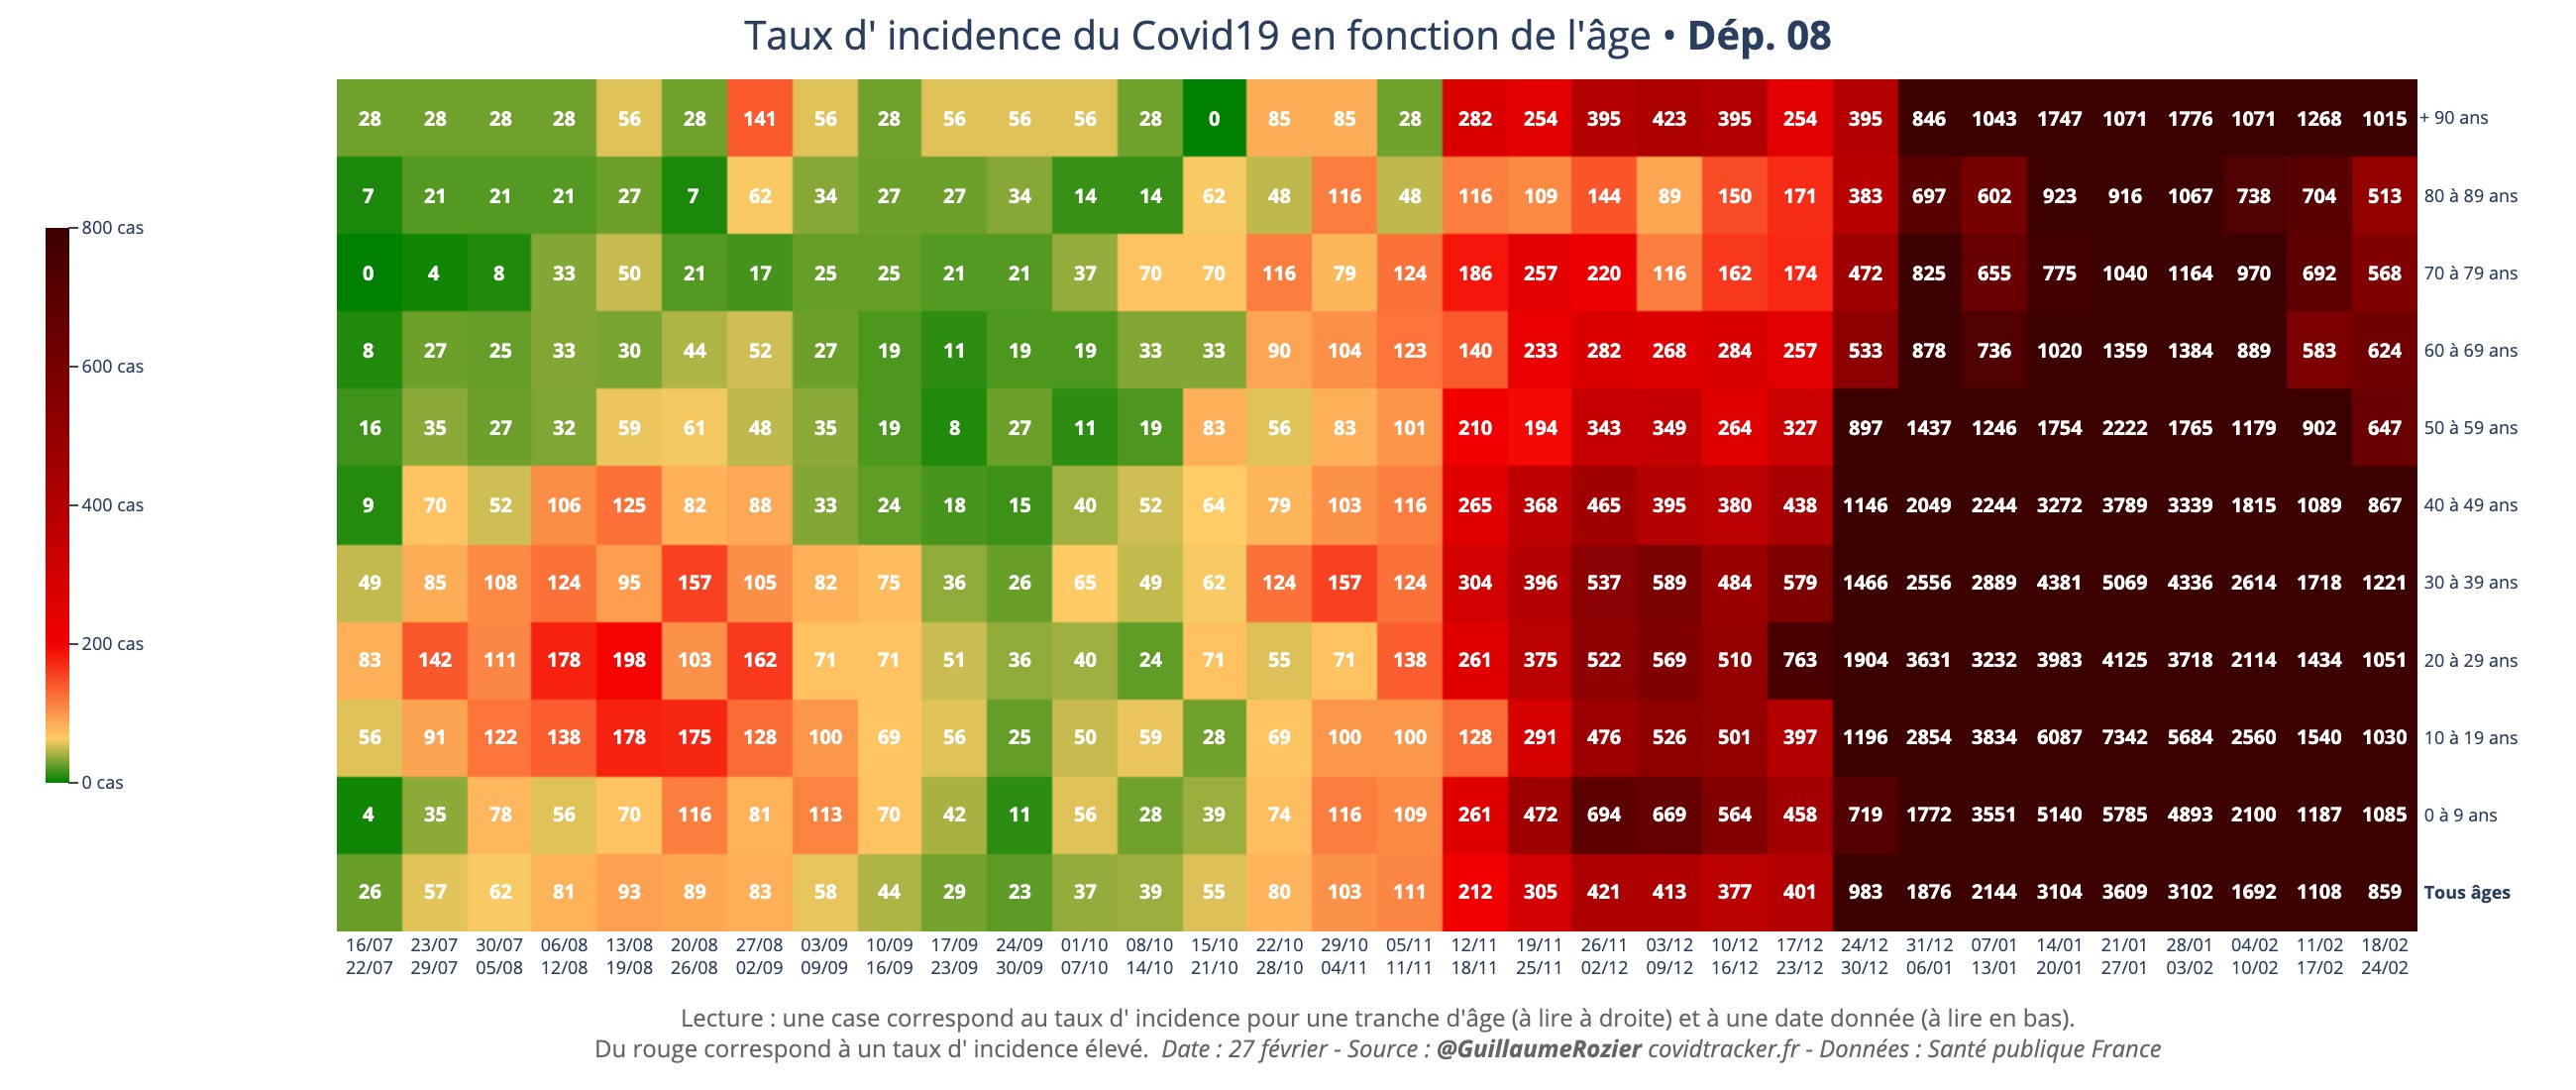 Taux d' incidence du Covid19 en fonction de l'âge • Dép. 08
28 28 28 28 56 28 141 56 28 56 56 56 28 0 85 85 28 282 254 395 423 395 254 395 846 1043 1747 1071 1776 1071 1268 1015 + 90 ans
7 21 21 21 27 7 62 34 27 27 34 14 14 62 48 116 48 116 109 144 89 150 171 383 697 602 923 916 1067 738 704 513 80 à 89 ans
800 cas
0 4 8 33 50 21 17 25 25 21 21 37 70 70 116 79 124 186 257 220 116 162 174 472 825 655 775 1040 1164 970 692 568 70 à 79 ans
8 27 25 33 30 44 52 27 19 11 19 19 33 33 90 104 123 140 233 282 268 284 257 533 878 736 1020 1359 1384 889 583 624 60 à 69 ans
600 cas
16 35 27 32 59 61 48 35 19 8 27 11 19 83 56 83 101 210 194 343 349 264 327 897 1437 1246 1754 2222 1765 1179 902 647 50 à 59 ans
400 cas
9 70 52 106 125 82 88 33 24 18 15 40 52 64 79 103 116 265 368 465 395 380 438 1146 2049 2244 3272 3789 3339 1815 1089 867 40 à 49 ans
49 85 108 124 95 157 105 82 75 36 26 65 49 62 124 157 124 304 396 537 589 484 579 1466 2556 2889 4381 5069 4336 2614 1718 1221 30 à 39 ans
200 cas
83 142 111 178 198 103 162 71 71 51 36 40 24 71 55 71 138 261 375 522 569 510 763 1904 3631 3232 3983 4125 3718 2114 1434 1051 20 à 29 ans
56 91 122 138 178 175 128 100 69 56 25 50 59 28 69 100 100 128 291 476 526 501 397 1196 2854 3834 6087 7342 5684 2560 1540 1030 10 à 19 ans
0 cas
4 35 78 56 70 116 81 113 70 42 11 56 28 39 74 116 109 261 472 694 669 564 458 719 1772 3551 5140 5785 4893 2100 1187 1085 0 à 9 ans
26 57 62 81 93 89 83 58 44 29 23 37 39 55 80 103 111 212 305 421 413 377 401 983 1876 2144 3104 3609 3102 1692 1108 859 Tous âges
16/07 23/07 30/07 06/08 13/08 20/08 27/08 03/09 10/09 17/09 24/09 01/10 08/10 15/10 22/10 29/10 05/11 12/11 19/11 26/11 03/12 10/12 17/12 24/12 31/12 07/01 14/01 21/01 28/01 04/02 11/02 18/02
22/07 29/07 05/08 12/08 19/08 26/08 02/09 09/09 16/09 23/09 30/09 07/10 14/10 21/10 28/10 04/11 11/11 18/11 25/11 02/12 09/12 16/12 23/12 30/12 06/01 13/01 20/01 27/01 03/02 10/02 17/02 24/02
Lecture : une case correspond au taux d' incidence pour une tranche d'âge (à lire à droite) et à une date donnée (à lire en bas).
Du rouge correspond à un taux d' incidence élevé. Date : 27 février - Source : @GuillaumeRozier covidtracker.fr - Données : Santé publique France